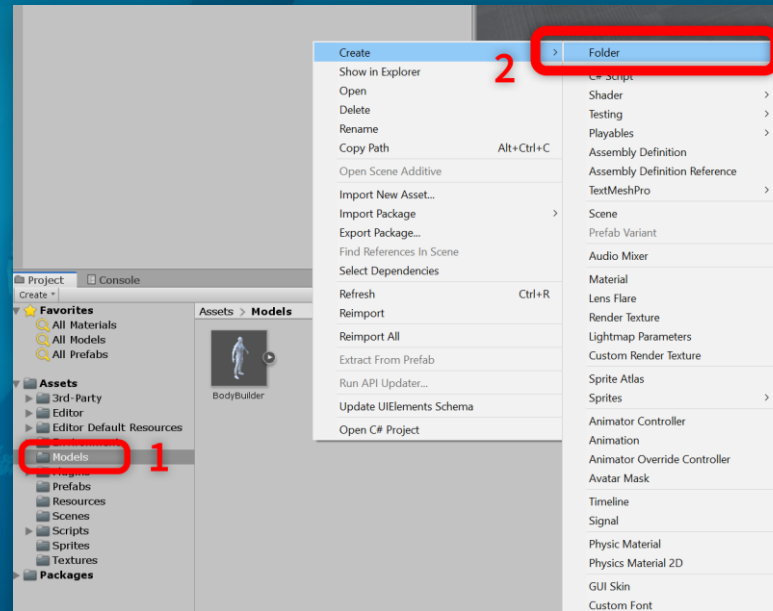 Create
Show in Explorer
Open
Delete
Rename
Copy Path Alt+Ctrl+C
Open Scene Additive
Import New Asset...
Import Package
Export Package...
Find References In Scene
Select Dependencies
Refresh Ctrl+R
Reimport
Reimport All
Extract From Prefab
Run API Updater...
Update UIElements Schema
Open C# Project
2
Folder
C# Script
Shader
Testing
Playables
Assembly Definition
Assembly Definition Reference
TextMeshPro
Scene
Prefab Variant
Audio Mixer
Material
Lens Flare
Render Texture
Lightmap Parameters
Custom Render Texture
Sprite Atlas
Sprites
Animator Controller
Animation
Animator Override Controller
Avatar Mask
Timeline
Signal
Physic Material
Physics Material 2D
GUI Skin
Custom Font
Project Console
Create
Favorites
All Materials
All Models
All Prefabs
Assets
3rd-Party
Editor
Editor Default Resources
Models
1
Prefabs
Resources
Scenes
Scripts
Sprites
Textures
Packages
Assets > Models
BodyBuilder